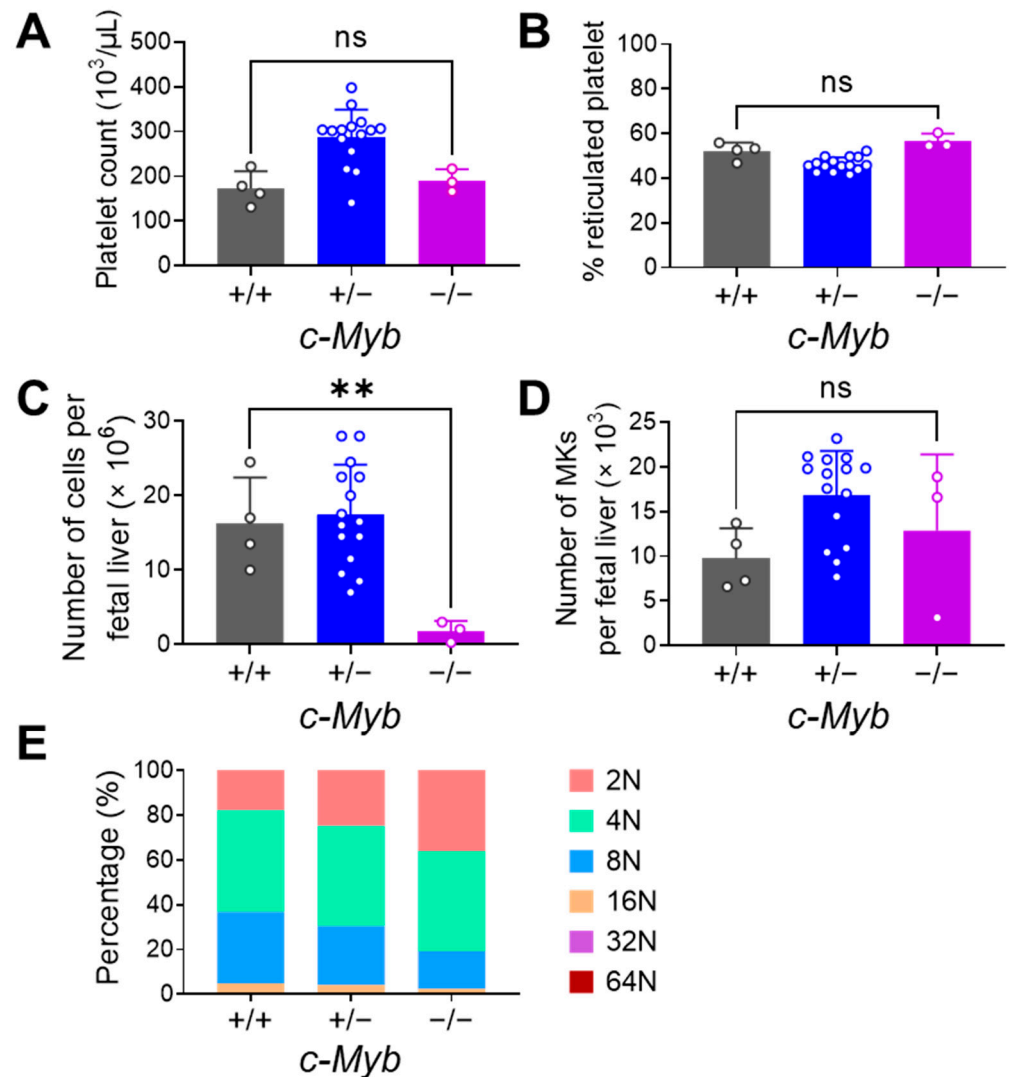 A
Platelet count (10³/μL)
500
400
300
200
100
0
ns
+/+ +/− −/−
c-Myb
B
% reticulated platelet
100
80
60
40
20
0
ns
+/+ +/− −/−
c-Myb
C
Number of cells per
fetal liver (× 10⁶)
30
20
10
0
**
+/+ +/− −/−
c-Myb
D
Number of MKs
per fetal liver (× 10³)
25
20
15
10
5
0
ns
+/+ +/− −/−
c-Myb
E
Percentage (%)
100
80
60
40
20
0
+/+ +/− −/−
c-Myb
2N
4N
8N
16N
32N
64N